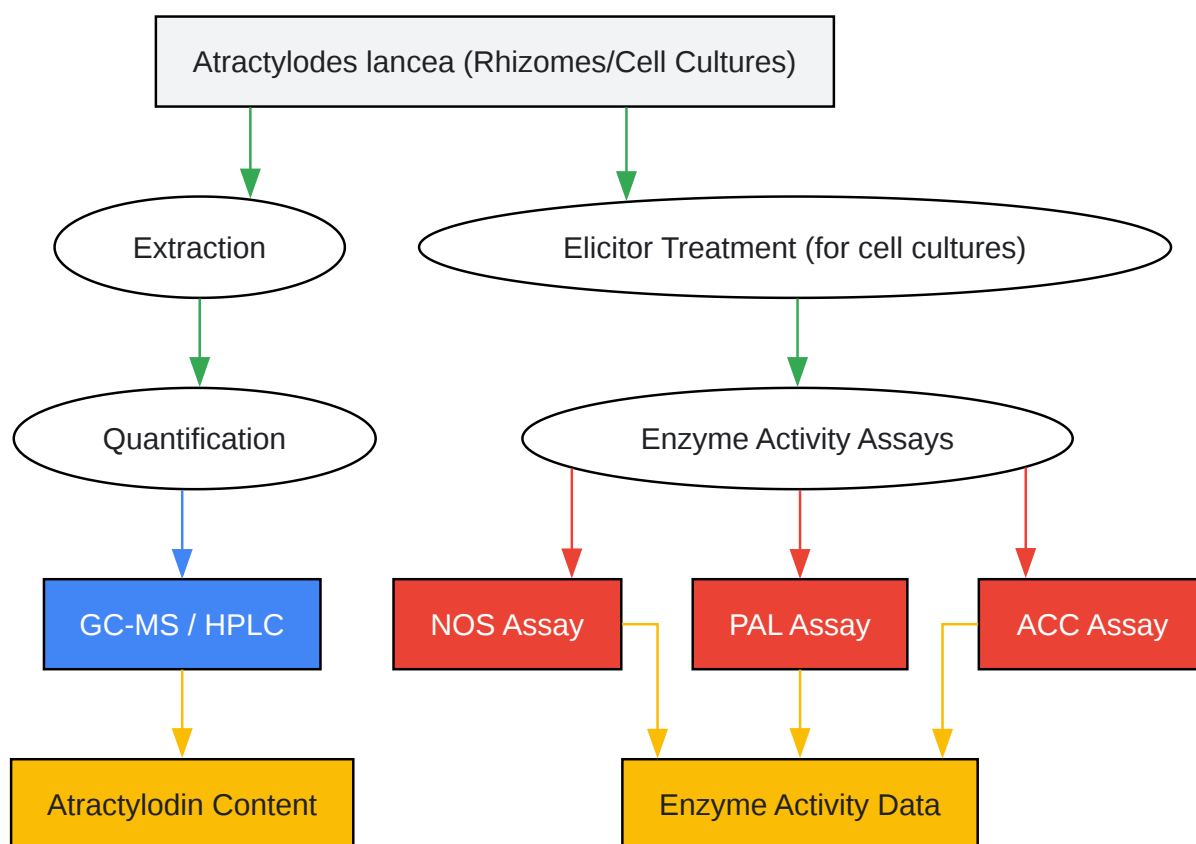 Atractylodes lancea (Rhizomes/Cell Cultures)
Extraction
Elicitor Treatment (for cell cultures)
Quantification
Enzyme Activity Assays
GC-MS / HPLC
NOS Assay
PAL Assay
ACC Assay
Atractylodin Content
Enzyme Activity Data